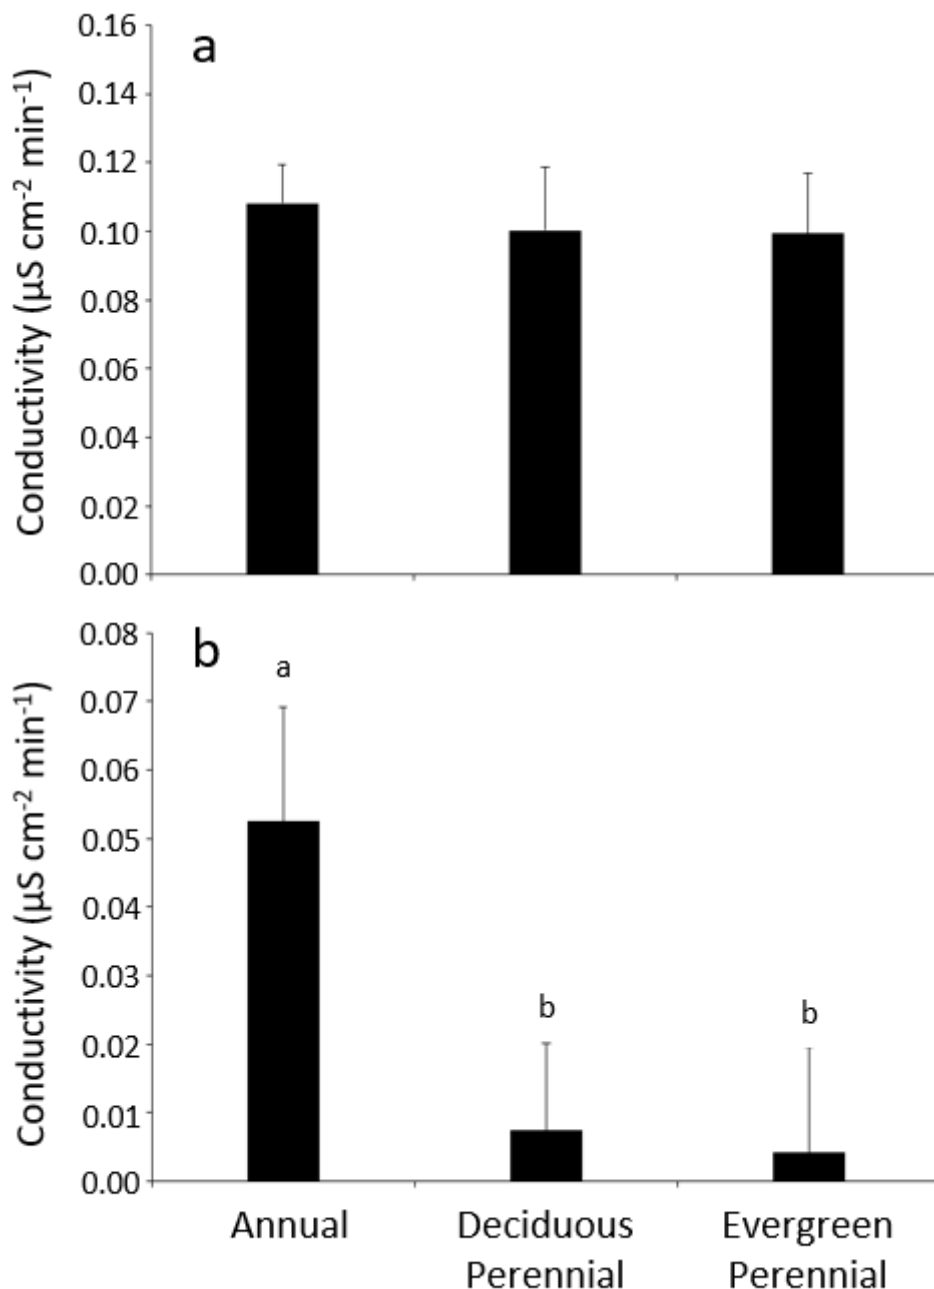 a
Conductivity (µS cm⁻² min⁻¹)
0.16
0.14
0.12
0.10
0.08
0.06
0.04
0.02
0.00
b
Conductivity (µS cm⁻² min⁻¹)
0.08
0.07
0.06
0.05
0.04
0.03
0.02
0.01
0.00
a
b
b
Annual
Deciduous
Perennial
Evergreen
Perennial